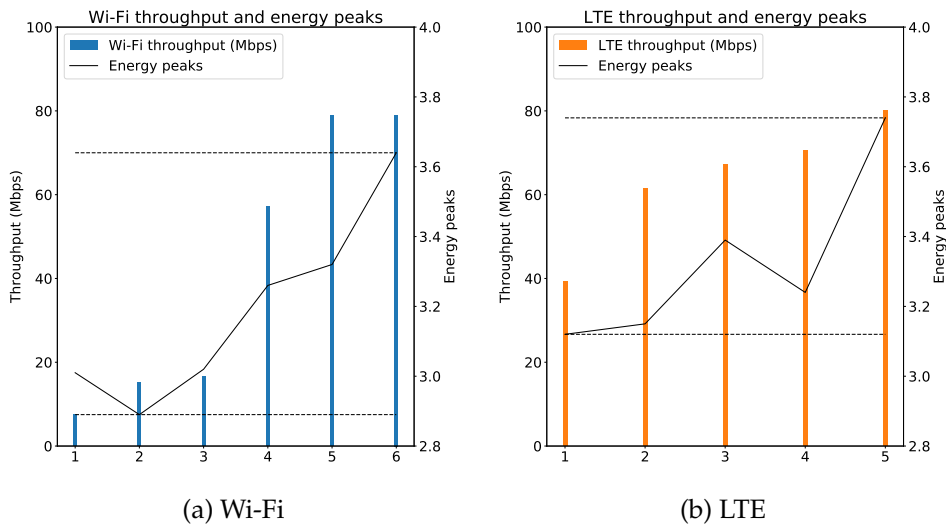 Wi-Fi throughput and energy peaks
Wi-Fi throughput (Mbps)
Energy peaks
100
80
60
40
20
0
Throughput (Mbps)
4.0
3.8
3.6
3.4
3.2
3.0
2.8
Energy peaks
1 2 3 4 5 6
(a) Wi-Fi
LTE throughput and energy peaks
LTE throughput (Mbps)
Energy peaks
100
80
60
40
20
0
Throughput (Mbps)
4.0
3.8
3.6
3.4
3.2
3.0
2.8
Energy peaks
1 2 3 4 5
(b) LTE